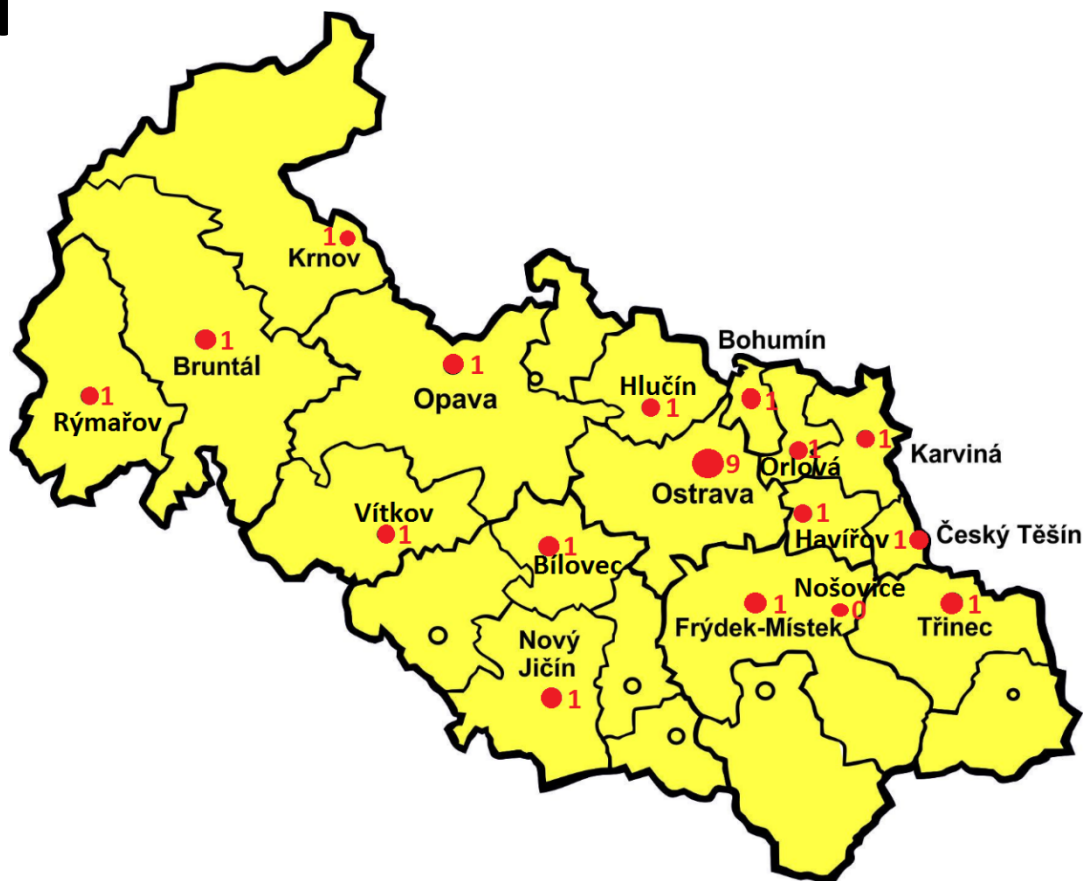 1
Krnov
Bohumín
1
Bruntál
1
Opava
Hlučín
1
1
1
Rýmařov
1
Karviná
1
Orlová
9
Ostrava
Vítkov
1
1
Havířov
1
Český Těšín
1
Bílovec
Nošovice
1
0
1
Frýdek-Místek
Třinec
Nový
Jičín
1